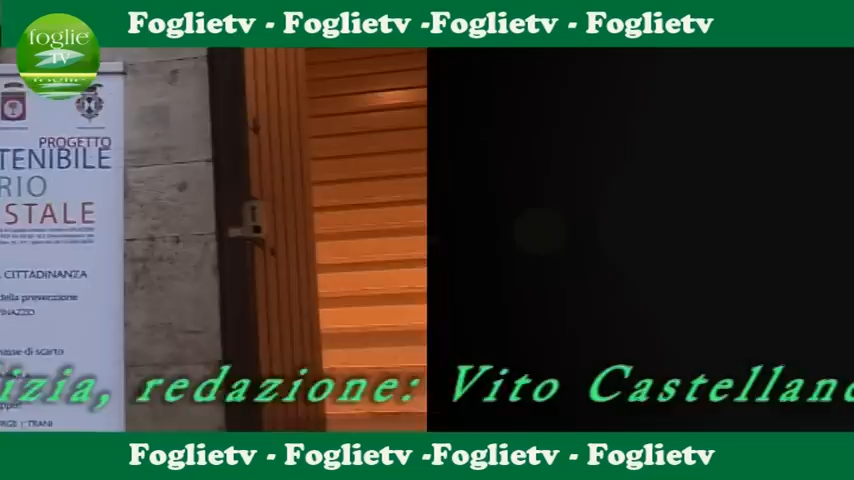 Foglietv - Foglietv -Foglietv - Foglietv
foglie
TV
PROGETTO
TENIBILE
RIO
STALE
CITTADINANZA
della prevenzione
di scarto
TRANI
izia, redazione: Vito Castellano
Foglietv - Foglietv -Foglietv - Foglietv